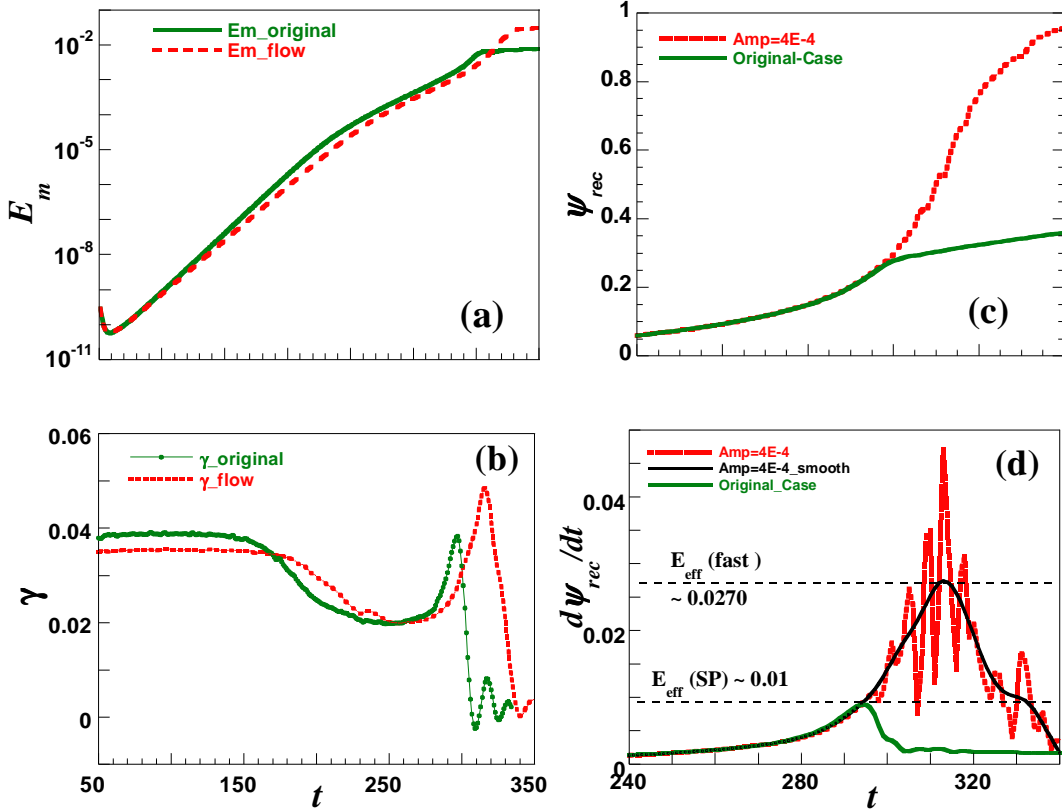 Em_original
Em_flow
10^-2
10^-5
10^-8
10^-11
E_m
(a)
Amp=4E-4
Original-Case
1
0.8
0.6
0.4
0.2
0
ψ_rec
(c)
γ_original
γ_flow
0.06
0.04
0.02
0
γ
(b)
50
150
250
350
t
Amp=4E-4
Amp=4E-4_smooth
Original_Case
(d)
0.04
0.02
0
dψ_rec/dt
E_eff (fast )
~ 0.0270
E_eff (SP) ~ 0.01
240
280
320
t